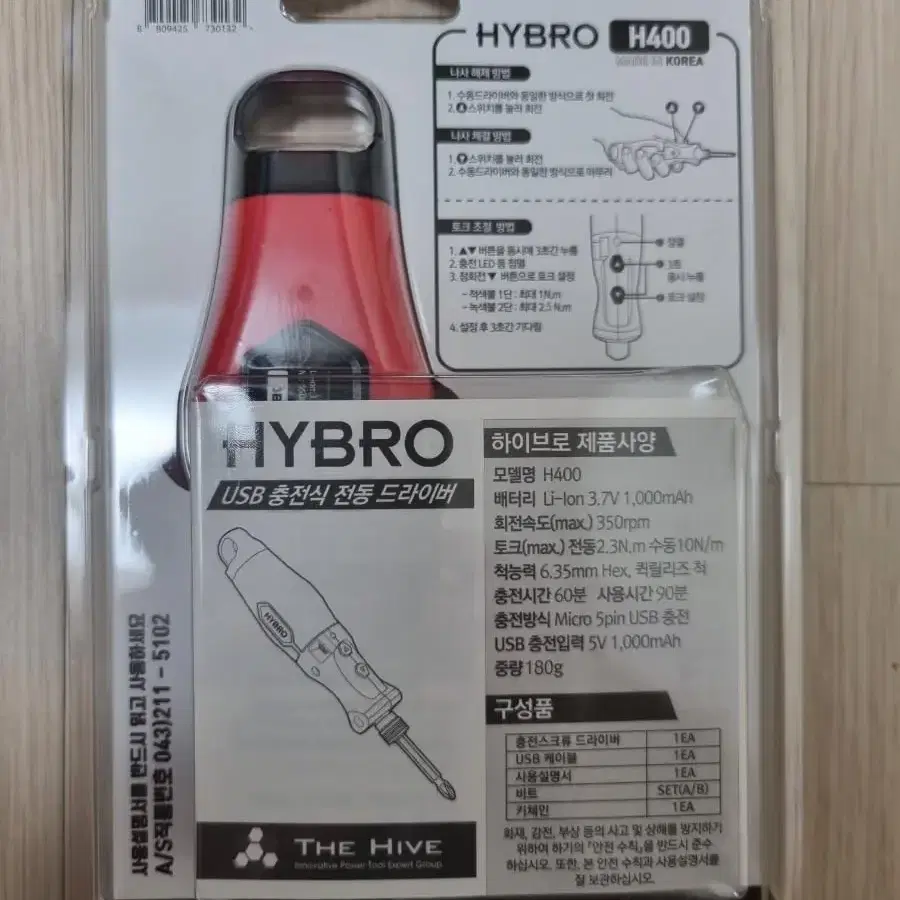 8 809425 730132
HYBRO H400
MADE IN KOREA
나사 해체 방법
1. 수동드라이버와 동일한 방식으로 첫 회전
2. ▲스위치를 눌러 회전
나사 체결 방법
1. ▼스위치를 눌러 회전
2. 수동드라이버와 동일한 방식으로 마무리
토크 조절 방법
1. ▲▼ 버튼을 동시에 3초간 누름
2. 충전 LED 등 점멸
3. 정회전 ▼ 버튼으로 토크 설정
- 적색불 1단 : 최대 1N.m
- 녹색불 2단 : 최대 2.5 N.m
4. 설정 후 3초간 기다림
점멸
3초
동시 누름
토크 설정
Li-ion
HYBRO
USB 충전식 전동 드라이버
HYBRO
THE HIVE
Innovative Power Tool Expert Group
하이브로 제품사양
모델명 H400
배터리 Li-Ion 3.7V 1,000mAh
회전속도(max.) 350rpm
토크(max.) 전동2.3N.m 수동10N/m
척능력 6.35mm Hex, 퀵릴리즈 척
충전시간 60분 사용시간 90분
충전방식 Micro 5pin USB 충전
USB 충전입력 5V 1,000mAh
중량 180g
구성품
충전스크류 드라이버 1EA
USB 케이블 1EA
사용설명서 1EA
비트 SET(A/B)
키체인 1EA
화재, 감전, 부상 등의 사고 및 상해를 방지하기
위하여 하기의 "안전 수칙"을 반드시 준수
하십시오. 또한, 본 안전 수칙과 사용설명서를
잘 보관하십시오.
사용설명서를 반드시 읽고 사용하세요
A/S직통번호 043)211 - 5102